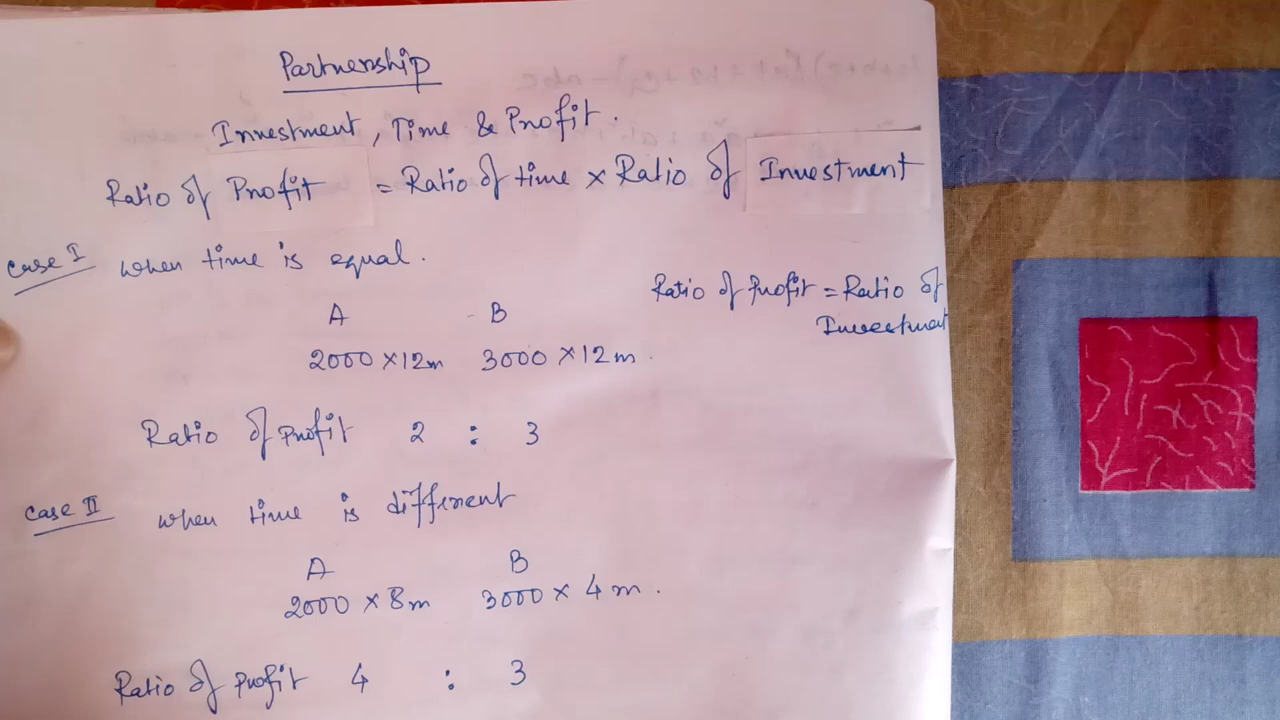 Partnership
Investment, Time & Profit.
Ratio of Profit = Ratio of time × Ratio of Investment
Case I when time is equal.
Ratio of Profit = Ratio of
Investment
A B
2000 × 12m 3000 × 12m.
Ratio of Profit 2 : 3
Case II when time is different
A B
2000 × 8m 3000 × 4m.
Ratio of Profit 4 : 3